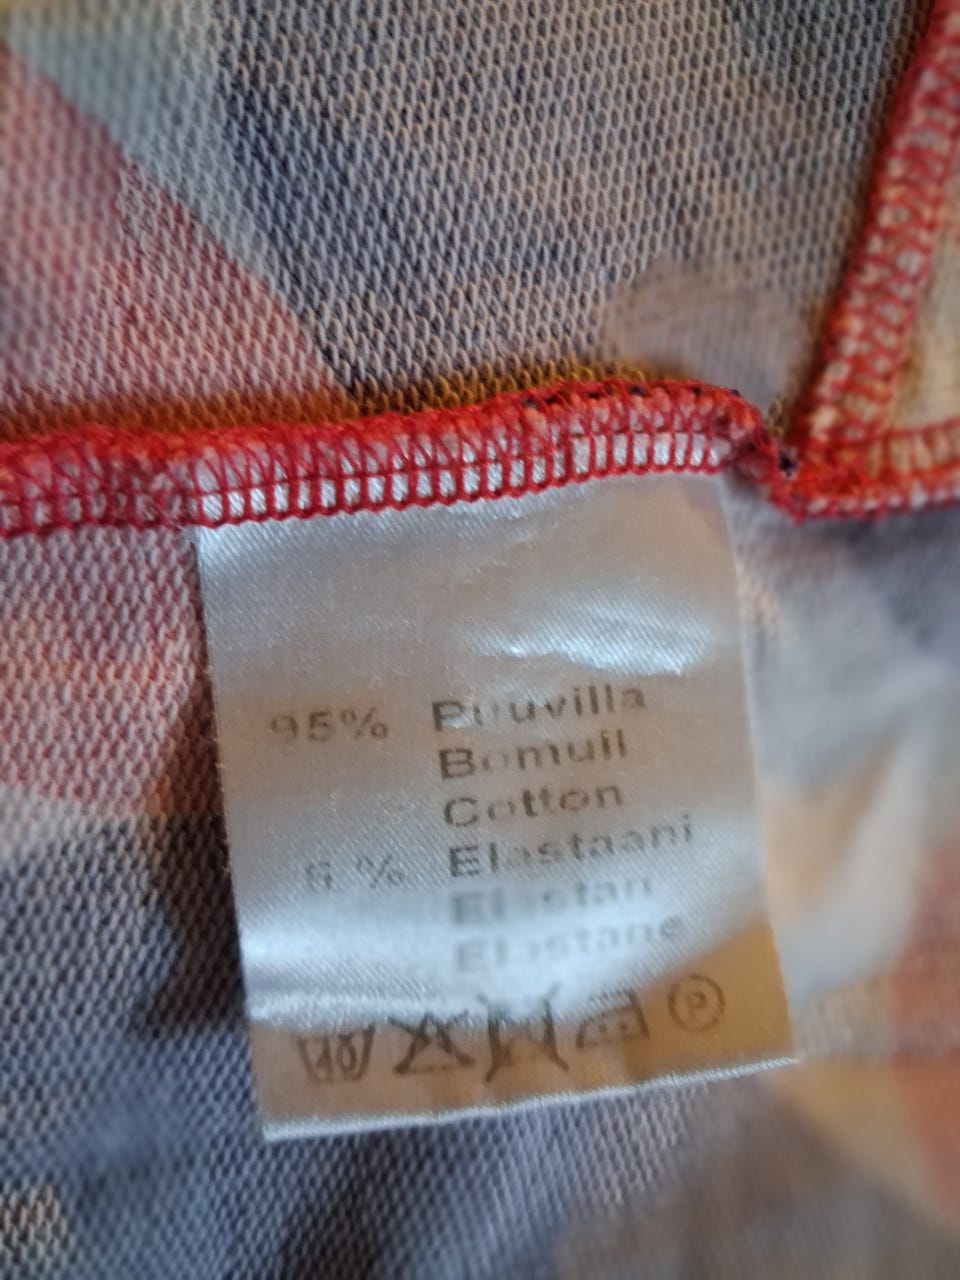 95% Puuvilla
Bomull
Cotton
5 % Elastaani
Elastan
Elastane
P